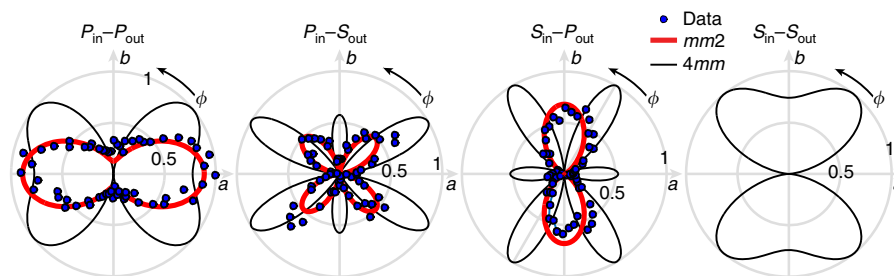 P_in–P_out
P_in–S_out
S_in–P_out
S_in–S_out
Data
mm2
4mm
b
1
ϕ
0.5
a
b
ϕ
1
0.5
a
b
ϕ
1
0.5
a
b
ϕ
1
0.5
a